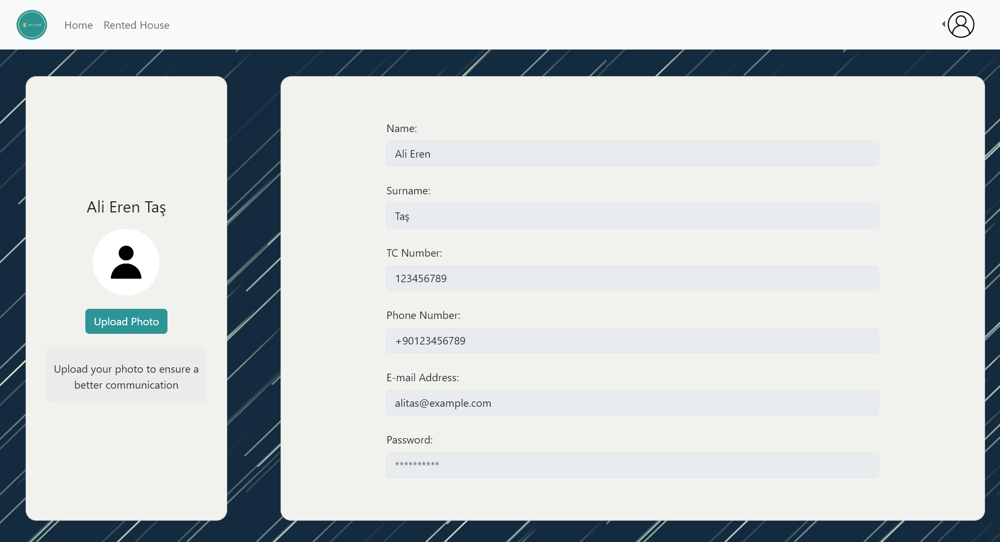 securent
Home
Rented House
Ali Eren Taş
Upload Photo
Upload your photo to ensure a
better communication
Name:
Ali Eren
Surname:
Taş
TC Number:
123456789
Phone Number:
+90123456789
E-mail Address:
alitas@example.com
Password:
**********